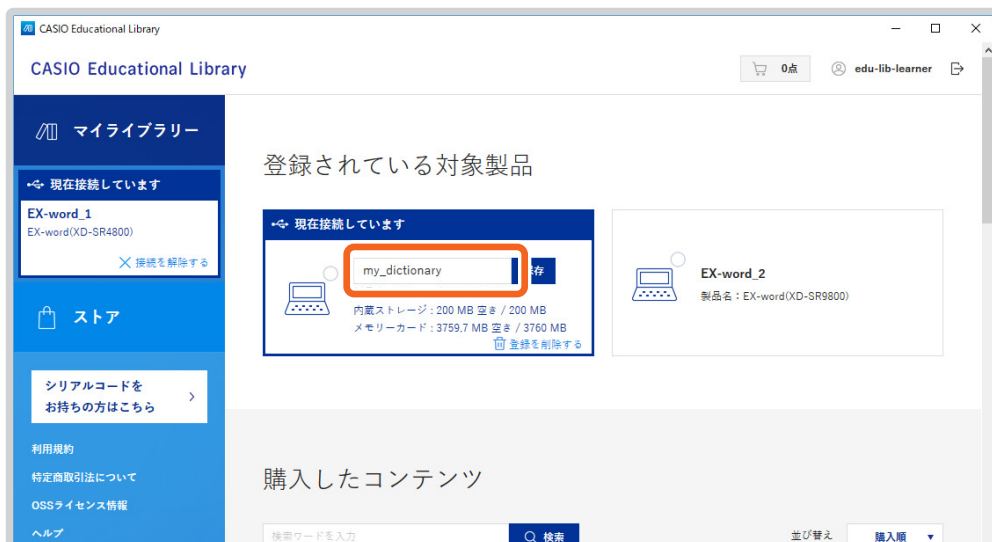 CASIO Educational Library
CASIO Educational Library
0点
edu-lib-learner
マイライブラリー
現在接続しています
EX-word_1
EX-word(XD-SR4800)
接続を解除する
ストア
シリアルコードを
お持ちの方はこちら
利用規約
特定商取引法について
OSSライセンス情報
ヘルプ
登録されている対象製品
現在接続しています
my_dictionary
存
内蔵ストレージ : 200 MB 空き / 200 MB
メモリーカード : 3759.7 MB 空き / 3760 MB
登録を削除する
EX-word_2
製品名:EX-word(XD-SR9800)
購入したコンテンツ
検索ワードを入力
検索
並び替え
購入順